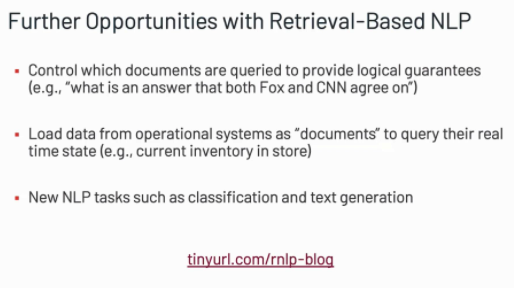 Further Opportunities with Retrieval-Based NLP
▪ Control which documents are queried to provide logical guarantees
(e.g., “what is an answer that both Fox and CNN agree on”)
▪ Load data from operational systems as “documents” to query their real
time state (e.g., current inventory in store)
▪ New NLP tasks such as classification and text generation
tinyurl.com/rnlp-blog